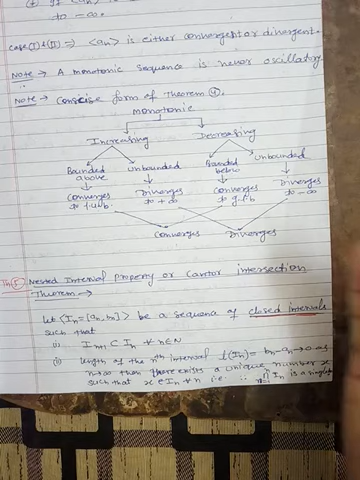 to -∞.
Case (I) & (II) ⇒ <an> is either convergent or divergent.
Note → A monotonic sequence is never oscillatory
Note → Concise form of Theorem (4).
monotonic
Increasing Decreasing
Bounded above Unbounded Bounded below Unbounded
Converges to l.u.b. Diverges to +∞ Converges to g.l.b Diverges to -∞
Converges Diverges
Th (5) Nested Interval Property or Cantor intersection
Theorem →
Let <In = [an, bn]> be a sequence of closed intervals
such that
(i) In+1 ⊂ In ∀ n∈N
(ii) length of the nth interval l(In) = bn-an→0 as
n→∞ then there exists a unique number x
such that x ∈ In ∀n i.e. ∩ In is a singleton